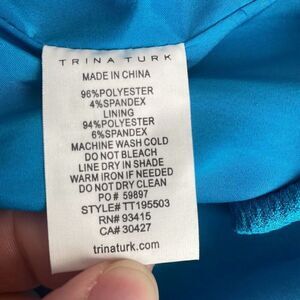 TRINA TURK
MADE IN CHINA
96%POLYESTER
4%SPANDEX
LINING
94%POLYESTER
6%SPANDEX
MACHINE WASH COLD
DO NOT BLEACH
LINE DRY IN SHADE
WARM IRON IF NEEDED
DO NOT DRY CLEAN
PO# 59897
STYLE# TT195503
RN# 93415
CA# 30427
trinaturk.com